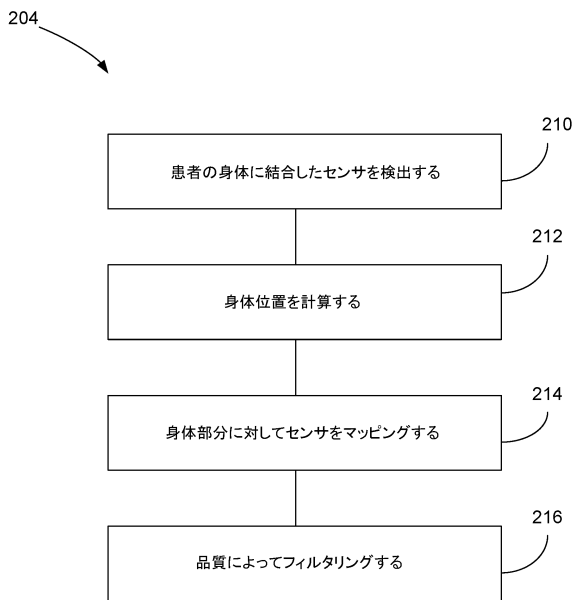 204
210
患者の身体に結合したセンサを検出する
212
身体位置を計算する
214
身体部分に対してセンサをマッピングする
216
品質によってフィルタリングする